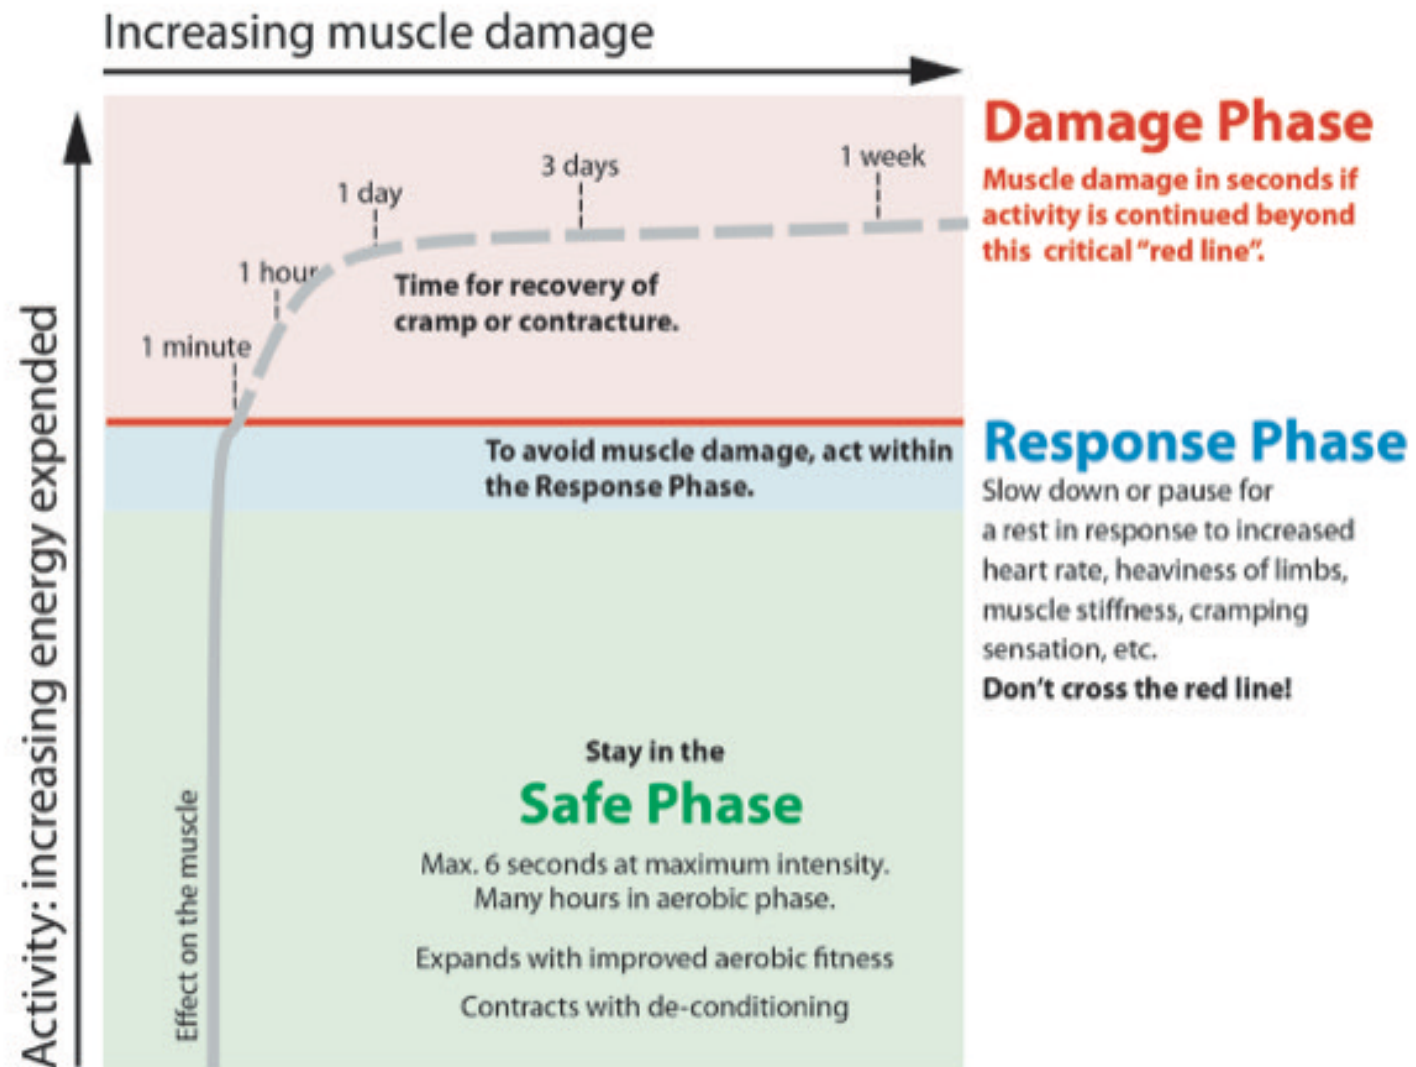 Increasing muscle damage
Activity: increasing energy expended
Damage Phase
Muscle damage in seconds if
activity is continued beyond
this critical "red line".
1 minute
1 hour
1 day
3 days
1 week
Time for recovery of
cramp or contracture.
To avoid muscle damage, act within
the Response Phase.
Response Phase
Slow down or pause for
a rest in response to increased
heart rate, heaviness of limbs,
muscle stiffness, cramping
sensation, etc.
Don't cross the red line!
Effect on the muscle
Stay in the
Safe Phase
Max. 6 seconds at maximum intensity.
Many hours in aerobic phase.
Expands with improved aerobic fitness
Contracts with de-conditioning